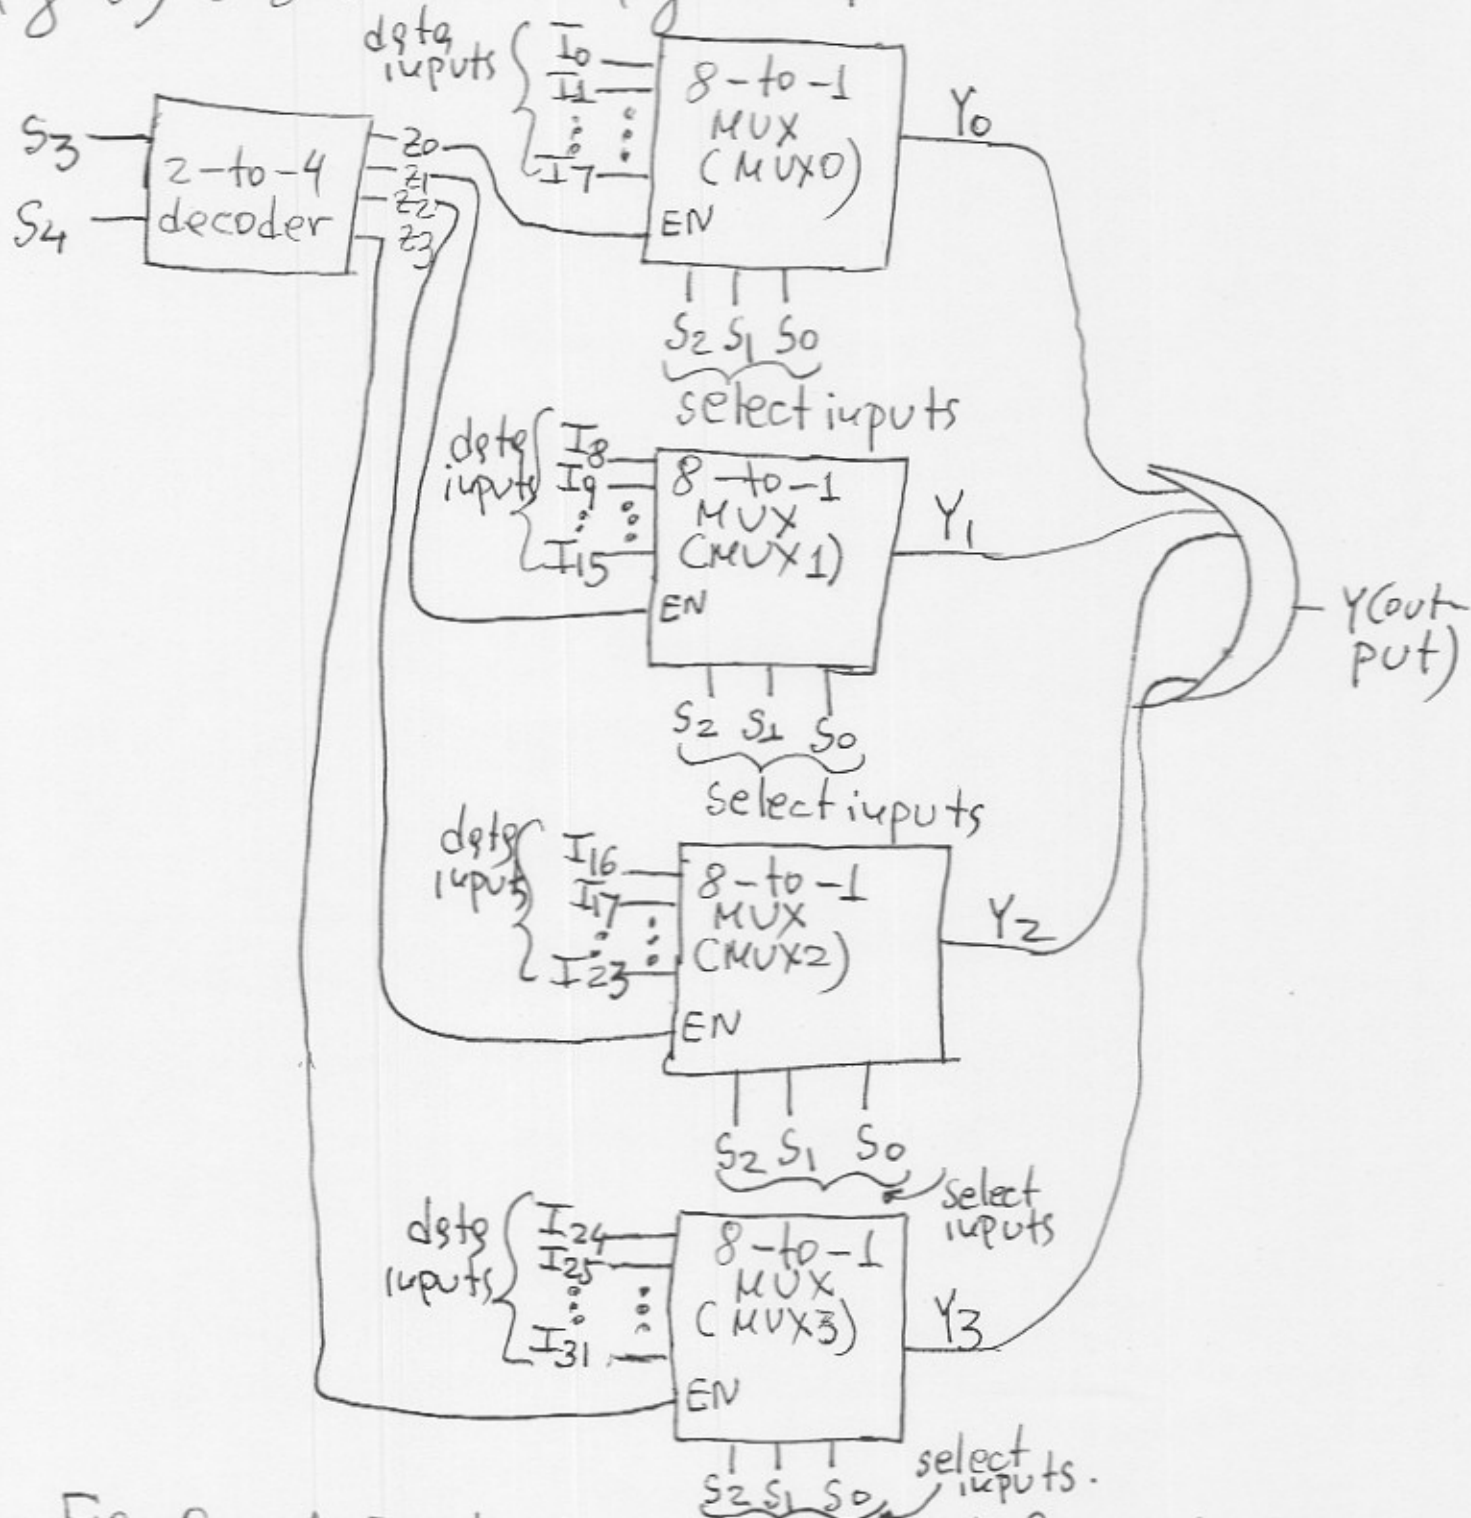 data
inputs
I0
I1
I7
8-to-1
MUX
(MUX0)
EN
Y0
S3
S4
2-to-4
decoder
Z0
Z1
Z2
Z3
S2 S1 S0
select inputs
data
inputs
I8
I9
I15
8-to-1
MUX
(MUX1)
EN
Y1
Y(out-
put)
S2 S1 S0
select inputs
data
inputs
I16
I17
I23
8-to-1
MUX
(MUX2)
EN
Y2
S2 S1 S0
select
inputs
data
inputs
I24
I25
I31
8-to-1
MUX
(MUX3)
EN
Y3
S2 S1 S0
select
inputs.